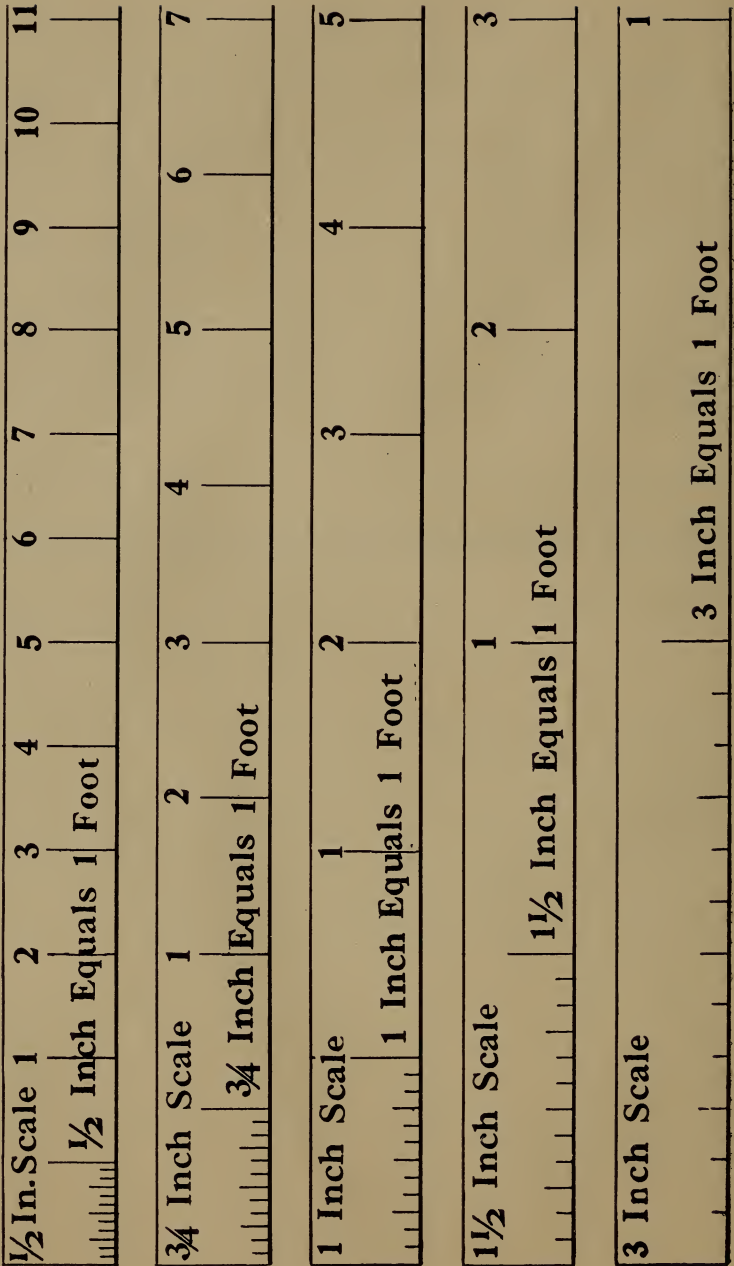 ½ In. Scale 1 2 3 4 5 6 7 8 9 10 11
½ Inch Equals 1 Foot
¾ Inch Scale 1 2 3 4 5 6 7
¾ Inch Equals 1 Foot
1 Inch Scale 1 2 3 4 5
1 Inch Equals 1 Foot
1½ Inch Scale 1 2 3
1½ Inch Equals 1 Foot
3 Inch Scale 1
3 Inch Equals 1 Foot